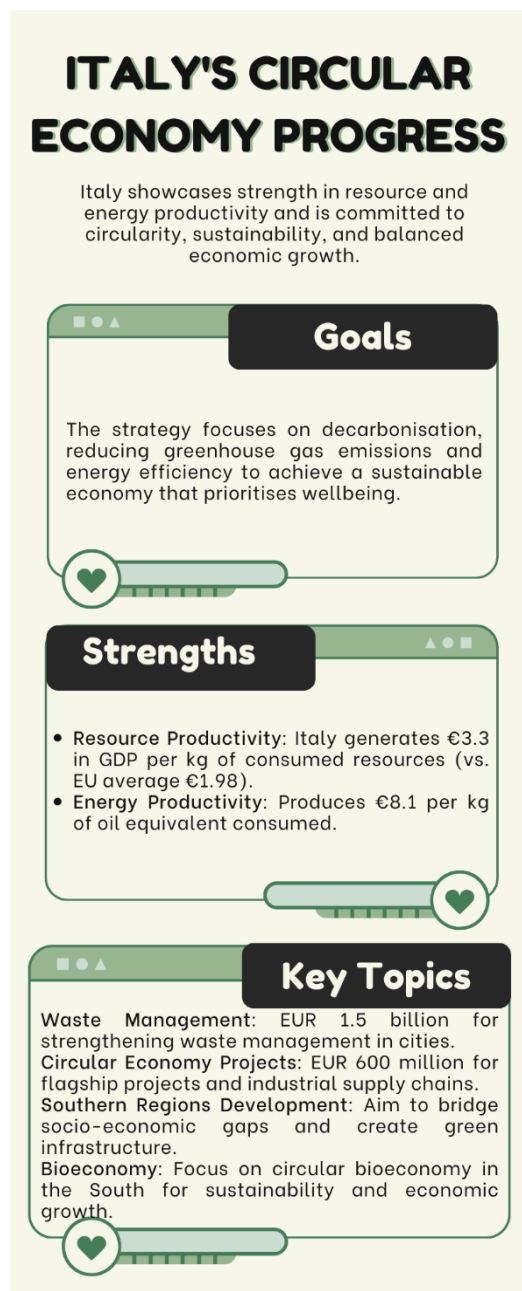 ITALY'S CIRCULAR
ECONOMY PROGRESS
Italy showcases strength in resource and
energy productivity and is committed to
circularity, sustainability, and balanced
economic growth.
Goals
The strategy focuses on decarbonisation,
reducing greenhouse gas emissions and
energy efficiency to achieve a sustainable
economy that prioritises wellbeing.
Strengths
• Resource Productivity: Italy generates €3.3
in GDP per kg of consumed resources (vs.
EU average €1.98).
• Energy Productivity: Produces €8.1 per kg
of oil equivalent consumed.
Key Topics
Waste Management: EUR 1.5 billion for
strengthening waste management in cities.
Circular Economy Projects: EUR 600 million for
flagship projects and industrial supply chains.
Southern Regions Development: Aim to bridge
socio-economic gaps and create green
infrastructure.
Bioeconomy: Focus on circular bioeconomy in
the South for sustainability and economic
growth.